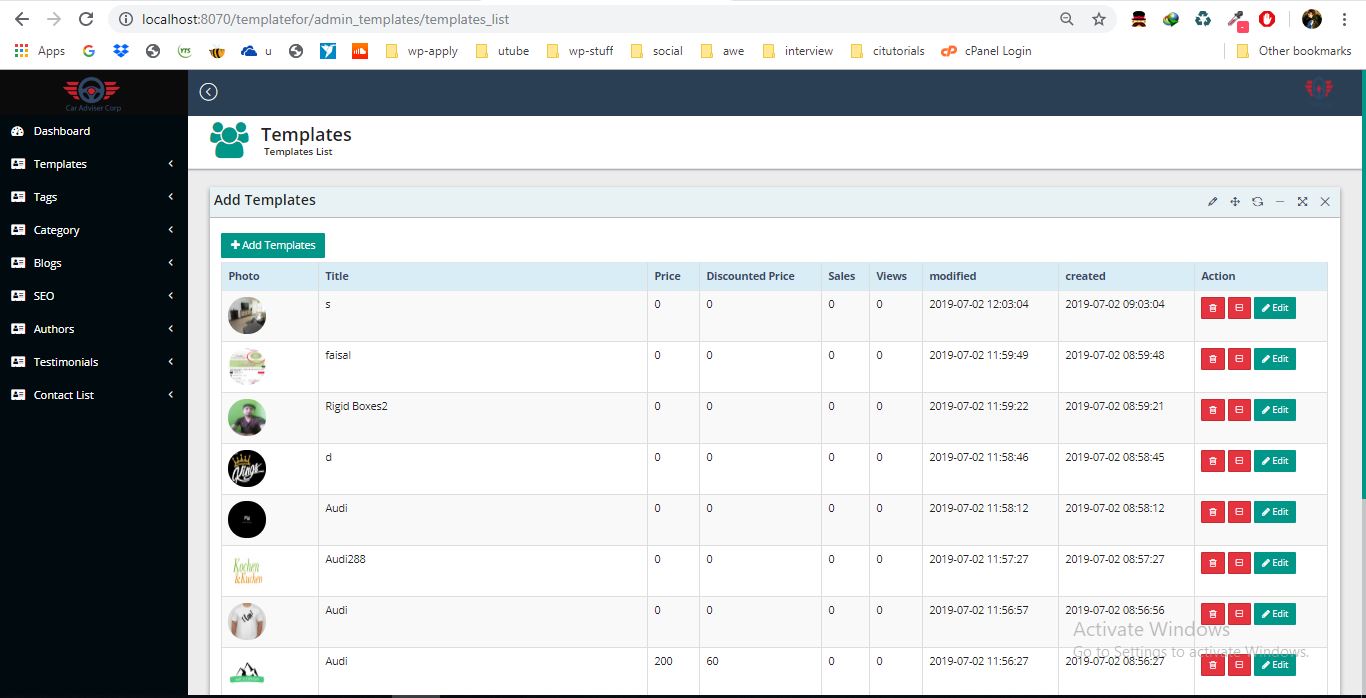 localhost:8070/templatefor/admin_templates/templates_list
Apps u wp-apply utube wp-stuff social awe interview citutorials cPanel Login Other bookmarks
Car Adviser Corp
Dashboard
Templates
Tags
Category
Blogs
SEO
Authors
Testimonials
Contact List
Templates
Templates List
Add Templates
Add Templates
Photo Title Price Discounted Price Sales Views modified created Action
s 0 0 0 0 2019-07-02 12:03:04 2019-07-02 09:03:04 Edit
faisal 0 0 0 0 2019-07-02 11:59:49 2019-07-02 08:59:48 Edit
Rigid Boxes2 0 0 0 0 2019-07-02 11:59:22 2019-07-02 08:59:21 Edit
Kings d 0 0 0 0 2019-07-02 11:58:46 2019-07-02 08:58:45 Edit
Audi 0 0 0 0 2019-07-02 11:58:12 2019-07-02 08:58:12 Edit
Kochen &Kuchen Audi288 0 0 0 0 2019-07-02 11:57:27 2019-07-02 08:57:27 Edit
Audi 0 0 0 0 2019-07-02 11:56:57 2019-07-02 08:56:56 Edit
Audi 200 60 0 0 2019-07-02 11:56:27 2019-07-02 08:56:27 Edit
Activate Windows
Go to Settings to activate Windows.